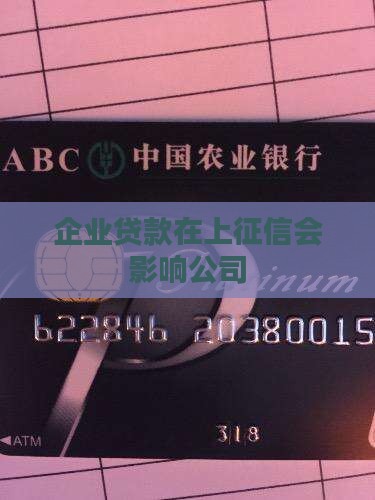 ABC 中国农业银行
企业贷款在上征信会
影响公司
Platinum
622846 20380015
ATM 318